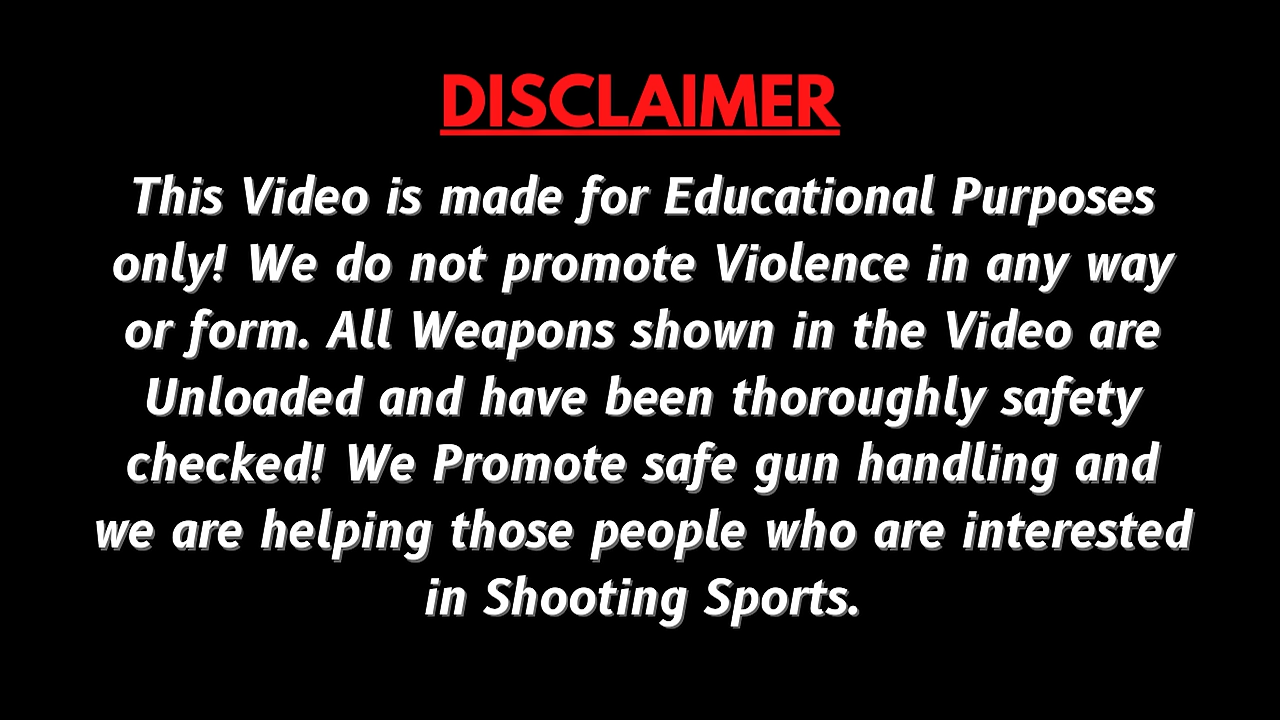 DISCLAIMER
This Video is made for Educational Purposes
only! We do not promote Violence in any way
or form. All Weapons shown in the Video are
Unloaded and have been thoroughly safety
checked! We Promote safe gun handling and
we are helping those people who are interested
in Shooting Sports.